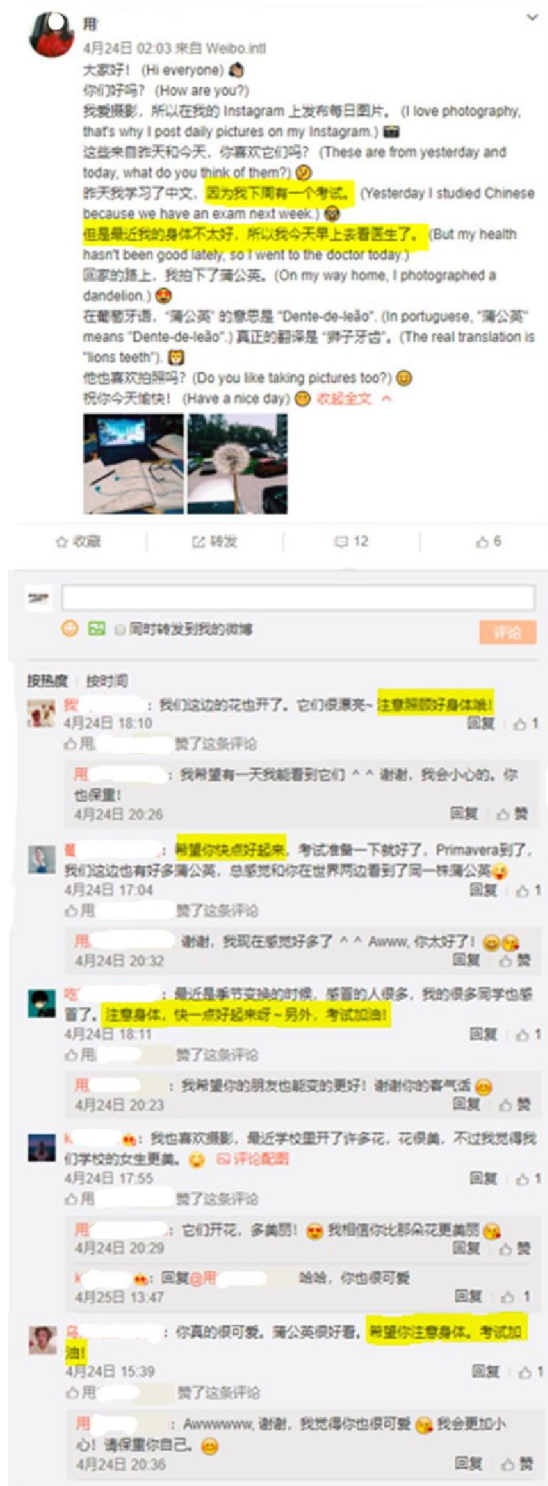 用
4月24日 02:03 来自 Weibo.intl
大家好！ (Hi everyone)
你们好吗？ (How are you?)
我爱摄影，所以在我的 Instagram 上发布每日图片。 (I love photography,
that's why I post daily pictures on my Instagram.)
这些来自昨天和今天，你喜欢它们吗？ (These are from yesterday and
today, what do you think of them?)
昨天我学习了中文，因为我下周有一个考试。 (Yesterday I studied Chinese
because we have an exam next week.)
但是最近我的身体不太好，所以我今天早上去看医生了。 (But my health
hasn't been good lately, so I went to the doctor today.)
回家的路上，我拍下了蒲公英。 (On my way home, I photographed a
dandelion.)
在葡萄牙语，“蒲公英” 的意思是 "Dente-de-leão". (In portuguese, "蒲公英"
means "Dente-de-leão".) 真正的翻译是 “狮子牙齿”。 (The real translation is
"lions teeth").
他也喜欢拍照吗？ (Do you like taking pictures too?)
祝你今天愉快！ (Have a nice day) 收起全文
收藏 转发 12 6
同时转发到我的微博 评论
按热度 按时间
我 : 我们这边的花也开了。它们很漂亮~ 注意照顾好身体哦!
4月24日 18:10 回复 1
用 赞了这条评论
用 : 我希望有一天我能看到它们 ^ ^ 谢谢，我会小心的。你
也保重!
4月24日 20:26 回复 赞
: 希望你快点好起来，考试准备一下就好了，Primavera到了，
我们这边也有好多蒲公英，总感觉和你在世界两边看到了同一株蒲公英
4月24日 17:04 回复 1
用 赞了这条评论
用 谢谢，我现在感觉好多了 ^ ^ Awww, 你太好了!
4月24日 20:32 回复 赞
吃 : 最近是季节变换的时候，感冒的人很多，我的很多同学也感
冒了。注意身体，快一点好起来呀~另外，考试加油!
4月24日 18:11 回复 1
用 赞了这条评论
用 : 我希望你的朋友也能变的更好! 谢谢你的客气话
4月24日 20:23 回复 赞
k : 我也喜欢摄影，最近学校里开了许多花，花很美，不过我觉得我
们学校的女生更美。 评论配图
4月24日 17:55 回复 1
用 赞了这条评论
用 : 它们开花，多美丽! 我相信你比那朵花更美丽
4月24日 20:29 回复 赞
k : 回复@用 哈哈，你也很可爱
4月25日 13:47 回复 1
乌 : 你真的很可爱。蒲公英很好看。希望你注意身体。考试加
油!
4月24日 15:39 回复 1
用 赞了这条评论
用 : Awwwwww, 谢谢，我觉得你也很可爱 我会更加小
心! 请保重你自己。
4月24日 20:36 回复 赞